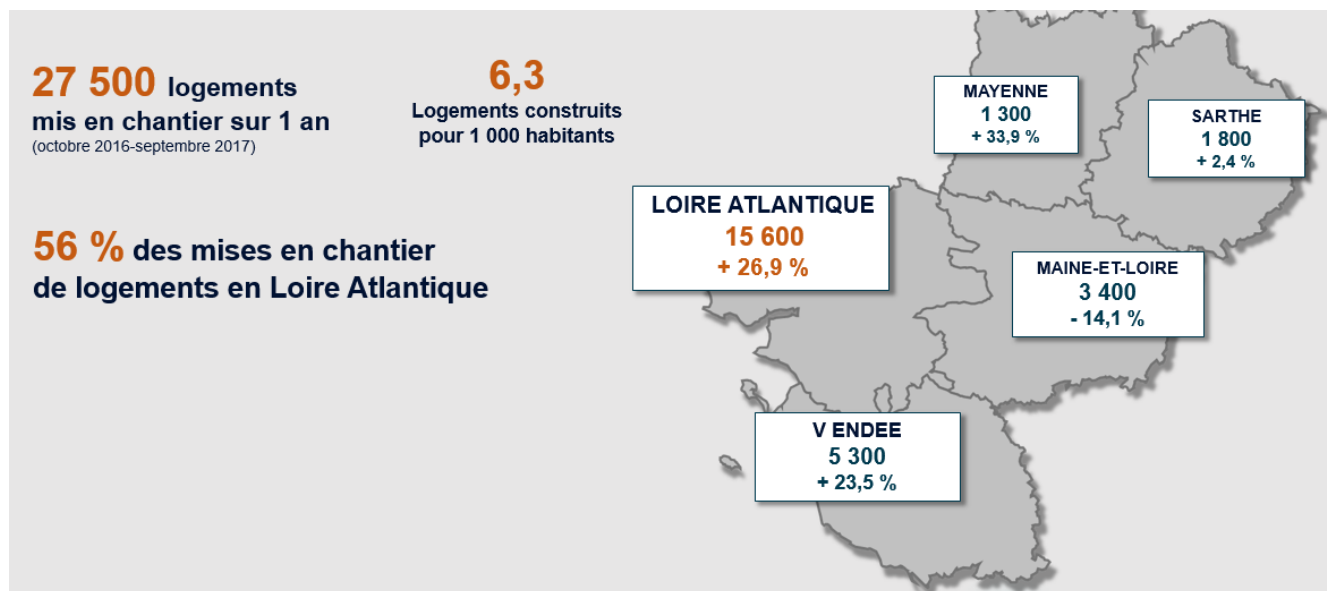 27 500 logements
mis en chantier sur 1 an
(octobre 2016-septembre 2017)
6,3
Logements construits
pour 1 000 habitants
56 % des mises en chantier
de logements en Loire Atlantique
MAYENNE
1 300
+ 33,9 %
SARTHE
1 800
+ 2,4 %
LOIRE ATLANTIQUE
15 600
+ 26,9 %
MAINE-ET-LOIRE
3 400
- 14,1 %
V ENDEE
5 300
+ 23,5 %